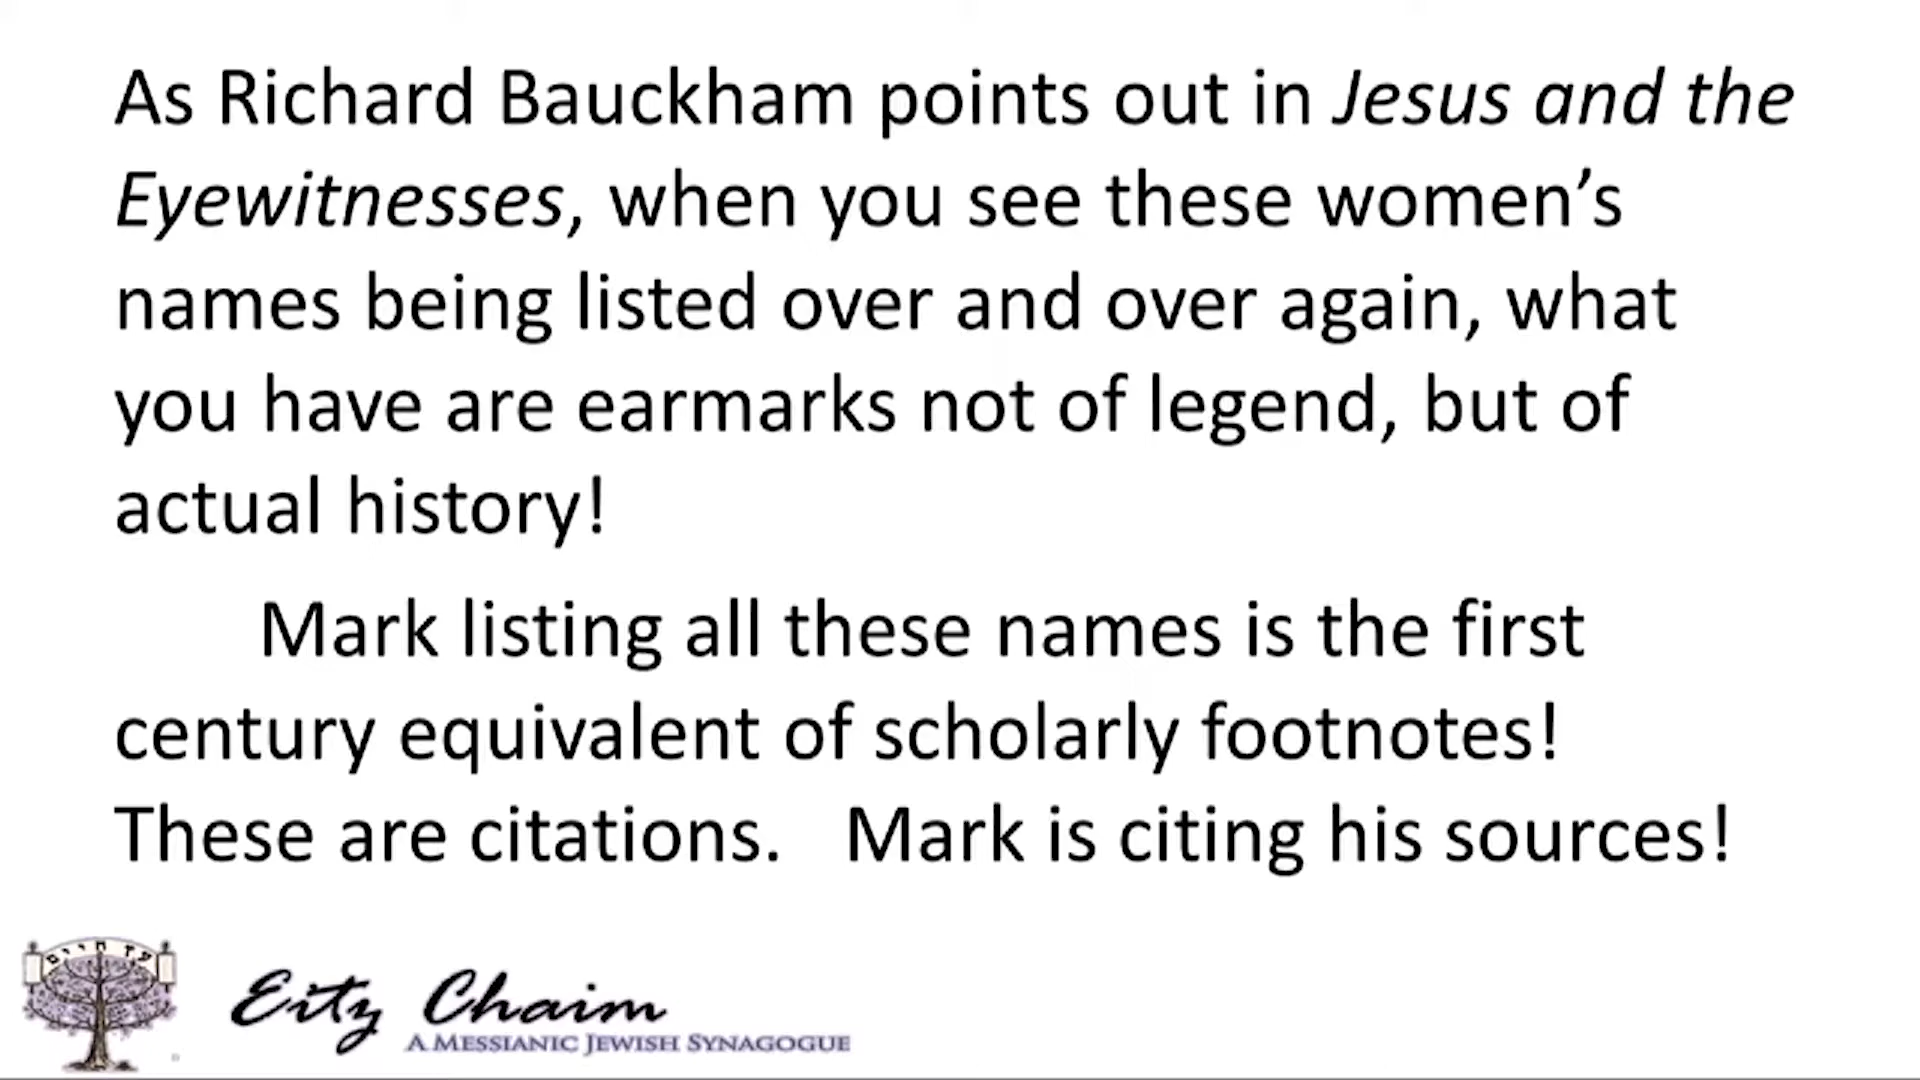 As Richard Bauckham points out in Jesus and the
Eyewitnesses, when you see these women’s
names being listed over and over again, what
you have are earmarks not of legend, but of
actual history!
Mark listing all these names is the first
century equivalent of scholarly footnotes!
These are citations. Mark is citing his sources!
עץ חיים
Eitz Chaim
A MESSIANIC JEWISH SYNAGOGUE